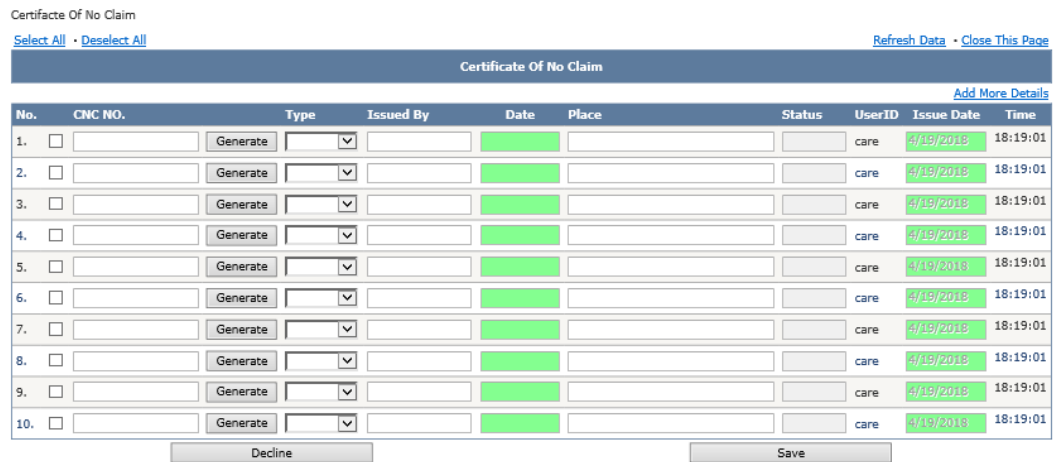 Certifacte Of No Claim
Select All • Deselect All Refresh Data • Close This Page
Certificate Of No Claim
Add More Details
No. CNC NO. Type Issued By Date Place Status UserID Issue Date Time
1. Generate care 4/19/2018 18:19:01
2. Generate care 4/19/2018 18:19:01
3. Generate care 4/19/2018 18:19:01
4. Generate care 4/19/2018 18:19:01
5. Generate care 4/19/2018 18:19:01
6. Generate care 4/19/2018 18:19:01
7. Generate care 4/19/2018 18:19:01
8. Generate care 4/19/2018 18:19:01
9. Generate care 4/19/2018 18:19:01
10. Generate care 4/19/2018 18:19:01
Decline Save